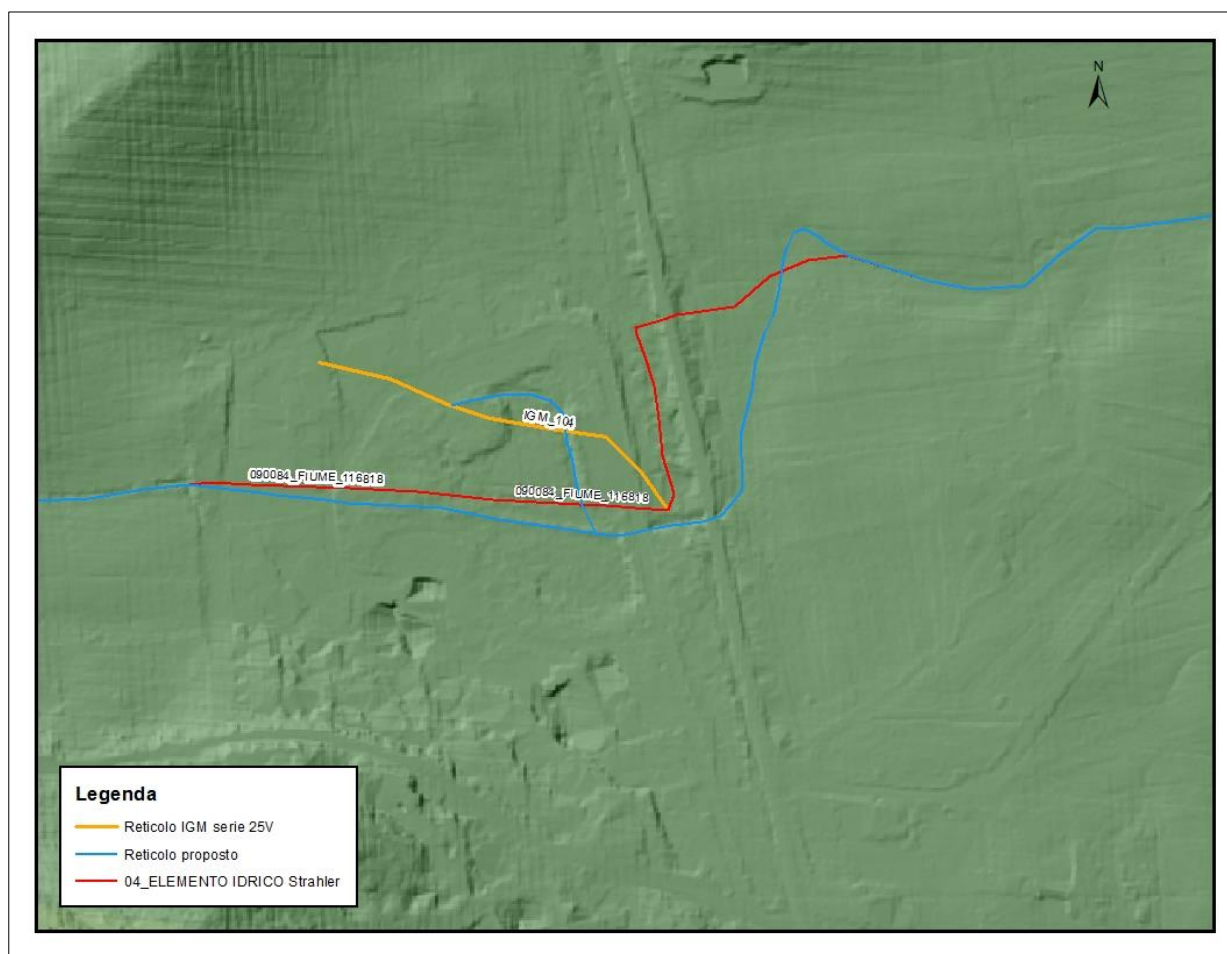 N
IGM_104
090084_FIUME_116818
090084_FIUME_116818
Legenda
Reticolo IGM serie 25V
Reticolo proposto
04_ELEMENTO IDRICO Strahler